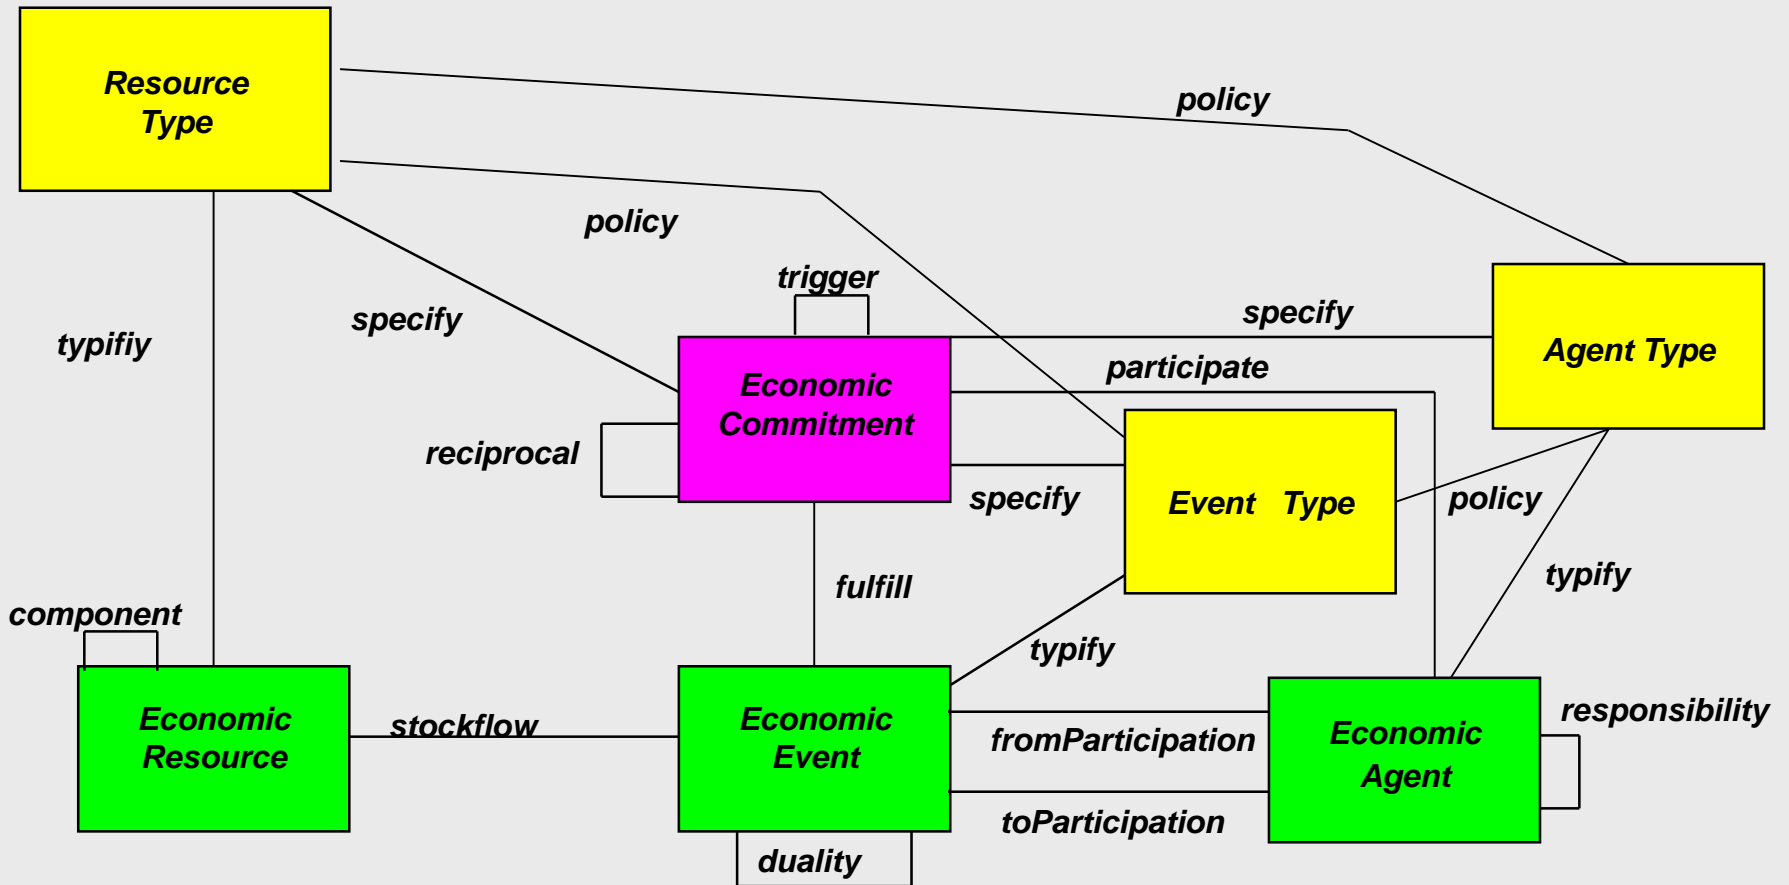 Resource
Type
policy
policy
trigger
specify
specify
typifiy
Agent Type
participate
Economic
Commitment
reciprocal
specify
Event Type
policy
fulfill
typify
component
typify
Economic
Resource
stockflow
Economic
Event
fromParticipation
toParticipation
Economic
Agent
responsibility
duality